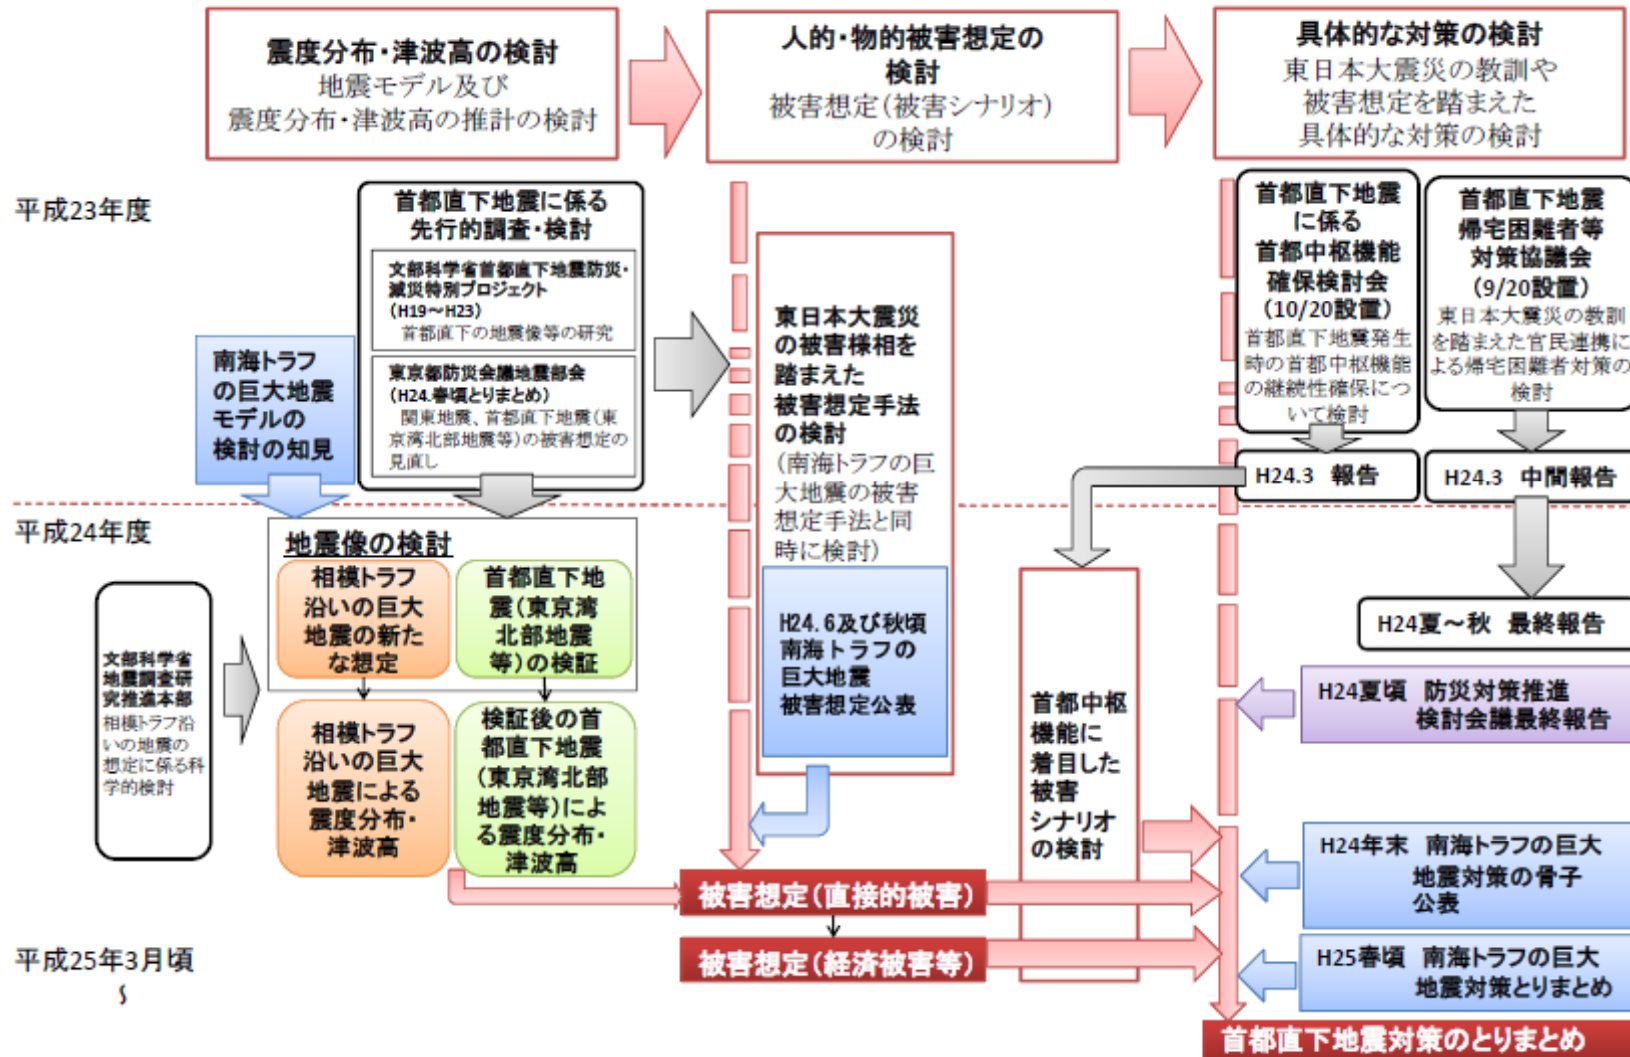 震度分布・津波高の検討
地震モデル及び
震度分布・津波高の推計の検討
人的・物的被害想定の
検討
被害想定(被害シナリオ)
の検討
具体的な対策の検討
東日本大震災の教訓や
被害想定を踏まえた
具体的な対策の検討
平成23年度
首都直下地震に係る
先行的調査・検討
文部科学省首都直下地震防災・
減災特別プロジェクト
(H19～H23)
首都直下の地震像等の研究
東京都防災会議地震部会
(H24.春頃とりまとめ)
関東地震、首都直下地震(東
京湾北部地震等)の被害想定の
見直し
南海トラフ
の巨大地震
モデルの
検討の知見
東日本大震災
の被害様相を
踏まえた
被害想定手法
の検討
(南海トラフの巨
大地震の被害
想定手法と同
時に検討)
H24.6及び秋頃
南海トラフの
巨大地震
被害想定公表
首都直下地震
に係る
首都中枢機能
確保検討会
(10/20設置)
首都直下地震発生
時の首都中枢機能
の継続性確保につ
いて検討
首都直下地震
帰宅困難者等
対策協議会
(9/20設置)
東日本大震災の教訓
を踏まえた官民連携に
よる帰宅困難者対策の
検討
H24.3 報告
H24.3 中間報告
平成24年度
地震像の検討
相模トラフ
沿いの巨大
地震の新た
な想定
首都直下地
震(東京湾
北部地震
等)の検証
文部科学省
地震調査研
究推進本部
相模トラフ沿
いの地震の
想定に係る科
学的検討
相模トラフ
沿いの巨大
地震による
震度分布・
津波高
検証後の首
都直下地震
(東京湾北部
地震等)によ
る震度分布・
津波高
首都中枢
機能に
着目した
被害
シナリオ
の検討
H24夏～秋 最終報告
H24夏頃 防災対策推進
検討会議最終報告
H24年末 南海トラフの巨大
地震対策の骨子
公表
H25春頃 南海トラフの巨大
地震対策とりまとめ
被害想定(直接的被害)
被害想定(経済被害等)
平成25年3月頃
～
首都直下地震対策のとりまとめ